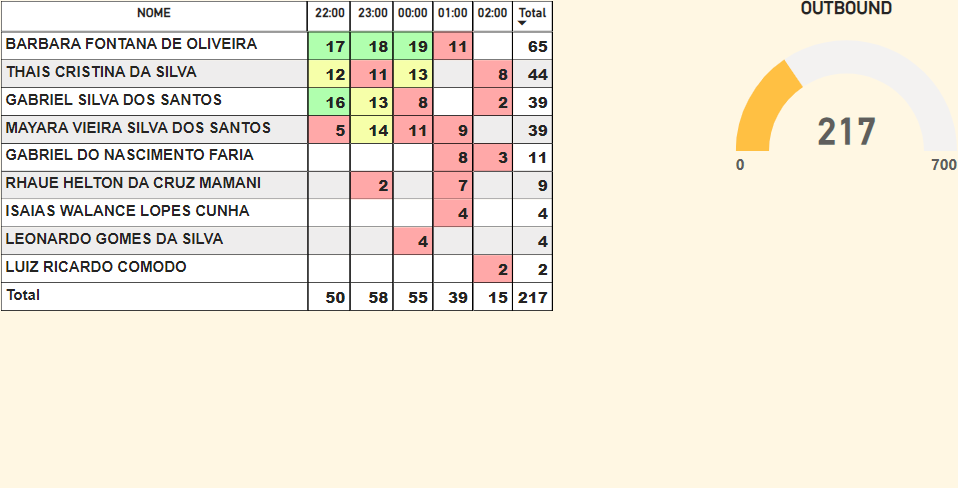 NOME 22:00 23:00 00:00 01:00 02:00 Total
BARBARA FONTANA DE OLIVEIRA 17 18 19 11 65
THAIS CRISTINA DA SILVA 12 11 13 8 44
GABRIEL SILVA DOS SANTOS 16 13 8 2 39
MAYARA VIEIRA SILVA DOS SANTOS 5 14 11 9 39
GABRIEL DO NASCIMENTO FARIA 8 3 11
RHAUE HELTON DA CRUZ MAMANI 2 7 9
ISAIAS WALANCE LOPES CUNHA 4 4
LEONARDO GOMES DA SILVA 4 4
LUIZ RICARDO COMODO 2 2
Total 50 58 55 39 15 217
OUTBOUND
217
0 700